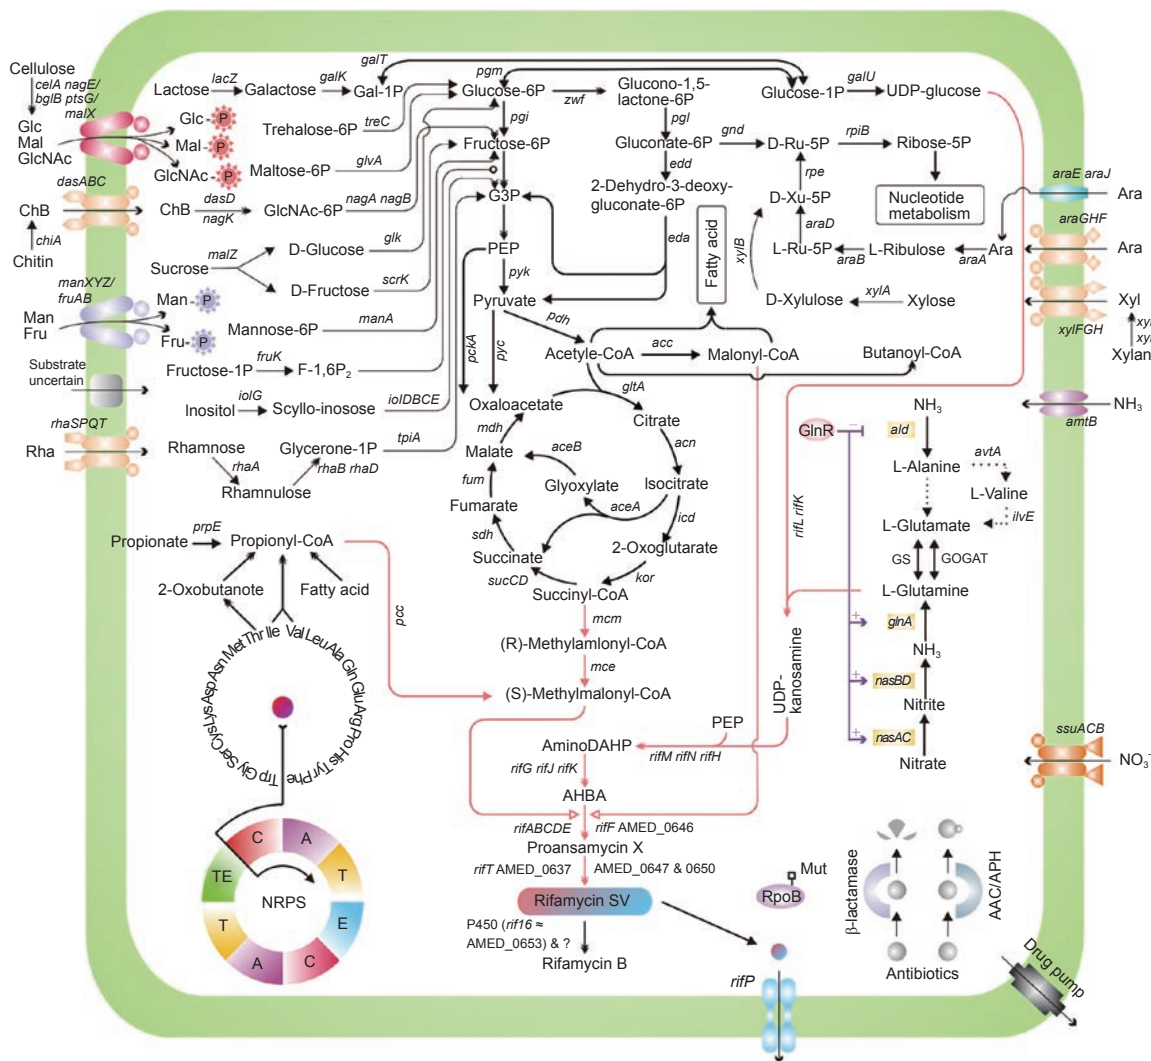 Cellulose
celA nagE/
bglB ptsG/
malX
Glc
Mal
GlcNAc
Glc - P
Mal - P
GlcNAc - P
dasABC
ChB
chiA
Chitin
ChB
dasD
nagK
GlcNAc-6P
nagA nagB
manXYZ/
fruAB
Man
Fru
Man - P
Fru - P
Substrate
uncertain
rhaSPQT
Rha
Lactose
lacZ
Galactose
galK
Gal-1P
galT
Trehalose-6P
treC
Maltose-6P
glvA
Sucrose
malZ
D-Glucose
glk
D-Fructose
scrK
Mannose-6P
manA
Fructose-1P
fruK
F-1,6P2
Inositol
iolG
Scyllo-inosose
iolDBCE
Rhamnose
rhaA
Rhamnulose
rhaB rhaD
Glycerone-1P
tpiA
pgm
Glucose-6P
zwf
pgi
Fructose-6P
G3P
PEP
pyk
Pyruvate
pckA
pyc
pdh
Glucono-1,5-
lactone-6P
pgl
Gluconate-6P
gnd
edd
2-Dehydro-3-deoxy-
gluconate-6P
eda
Glucose-1P
galU
UDP-glucose
D-Ru-5P
rpiB
Ribose-5P
rpe
Nucleotide
metabolism
D-Xu-5P
araD
L-Ru-5P
araB
L-Ribulose
araA
Ara
xylB
D-Xylulose
xylA
Xylose
Fatty acid
araE araJ
Ara
araGHF
Ara
Xyl
xylFGH
xyl
xyl
Xylan
Acetyle-CoA
acc
Malonyl-CoA
Butanoyl-CoA
gltA
Oxaloacetate
Citrate
mdh
acn
Malate
aceB
Isocitrate
Glyoxylate
fum
aceA
Fumarate
icd
sdh
2-Oxoglutarate
Succinate
sucCD
kor
Succinyl-CoA
mcm
(R)-Methylamlonyl-CoA
mce
(S)-Methylmalonyl-CoA
prpE
Propionate
Propionyl-CoA
2-Oxobutanote
Fatty acid
pcc
Trp Gly Ser Cys Lys Asp Asn Met Thr Ile Val Leu Ala Gln Glu Arg Pro His Tyr Phe
C
A
T
E
C
A
T
TE
NRPS
amtB
NH3
NH3
GlnR
−
ald
L-Alanine
avtA
L-Valine
ilvE
L-Glutamate
GS
GOGAT
L-Glutamine
+
glnA
NH3
+
nasBD
Nitrite
+
nasAC
Nitrate
rifL rifK
UDP-
kanosamine
PEP
AminoDAHP
rifM rifN rifH
rifG rifJ rifK
AHBA
rifABCDE
rifF AMED_0646
Proansamycin X
rifT AMED_0637
AMED_0647 & 0650
Rifamycin SV
P450 (rif16 ≈
AMED_0653) & ?
Rifamycin B
ssuACB
NO3-
Mut
RpoB
rifP
β-lactamase
AAC/APH
Antibiotics
Drug pump